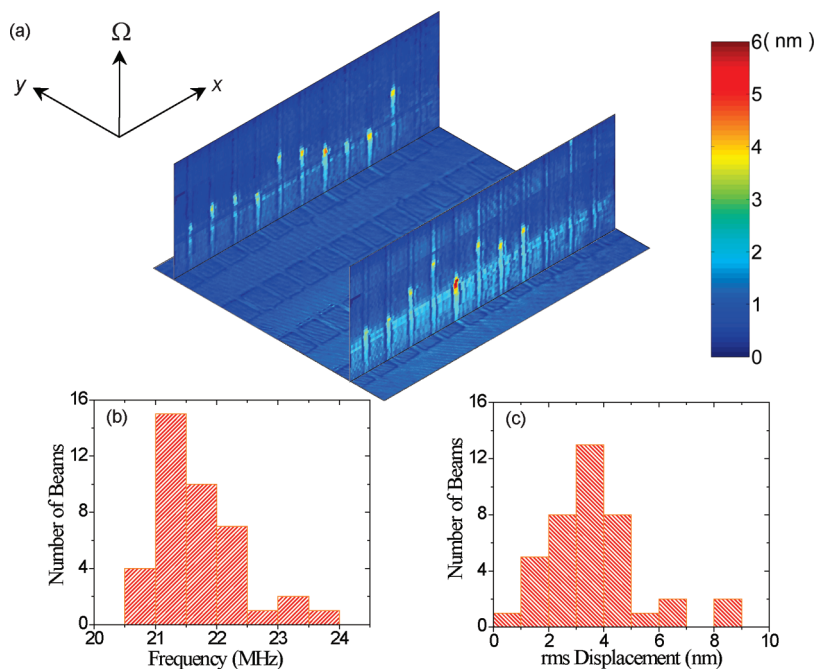 (a)
Ω
y
x
6( nm )
5
4
3
2
1
0
(b)
16
12
8
4
0
20 21 22 23 24
Number of Beams
Frequency (MHz)
(c)
16
12
8
4
0
0 2 4 6 8 10
Number of Beams
rms Displacement (nm)